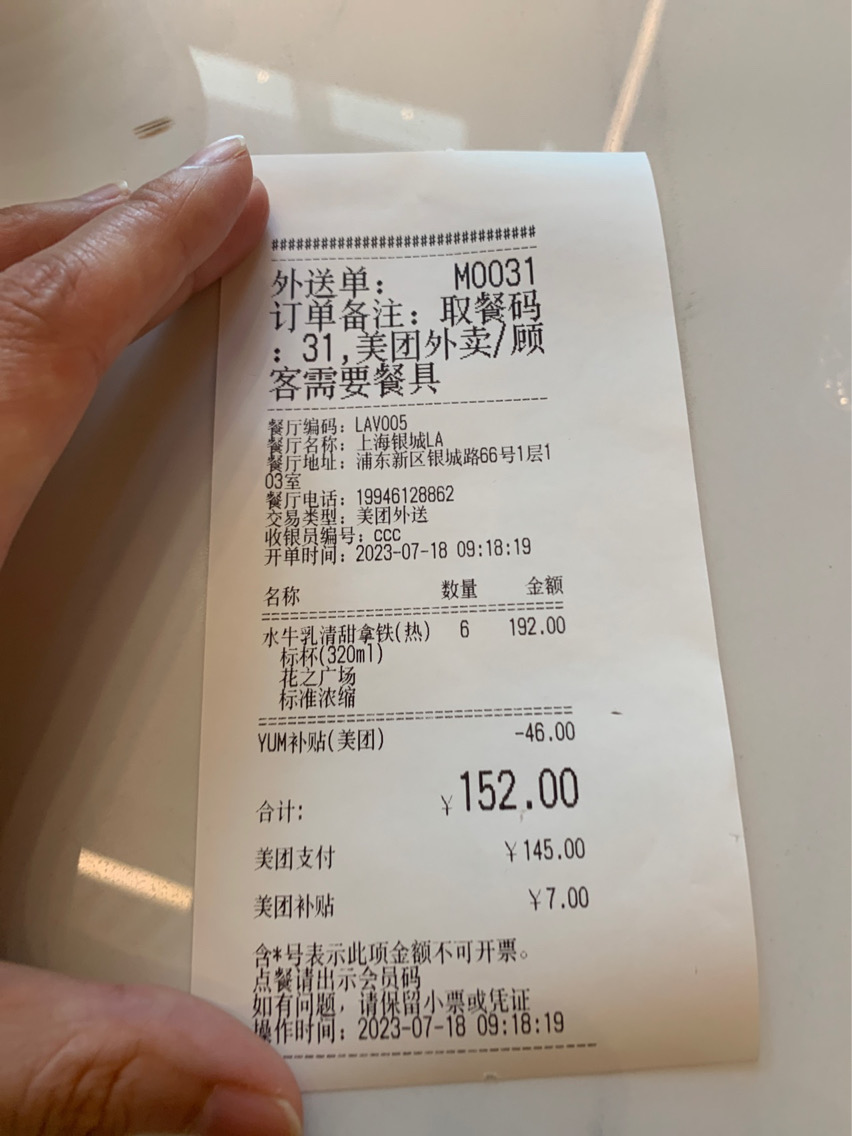 ################################
外送单： M0031
订单备注：取餐码
：31,美团外卖/顾
客需要餐具
餐厅编码：LAV005
餐厅名称：上海银城LA
餐厅地址：浦东新区银城路66号1层1
03室
餐厅电话：19946128862
交易类型：美团外送
收银员编号：ccc
开单时间：2023-07-18 09:18:19
名称 数量 金额
水牛乳清甜拿铁(热) 6 192.00
标杯(320ml)
花之广场
标准浓缩
YUM补贴(美团) -46.00
合计: ￥152.00
美团支付 ￥145.00
美团补贴 ￥7.00
含*号表示此项金额不可开票。
点餐请出示会员码
如有问题，请保留小票或凭证
操作时间：2023-07-18 09:18:19